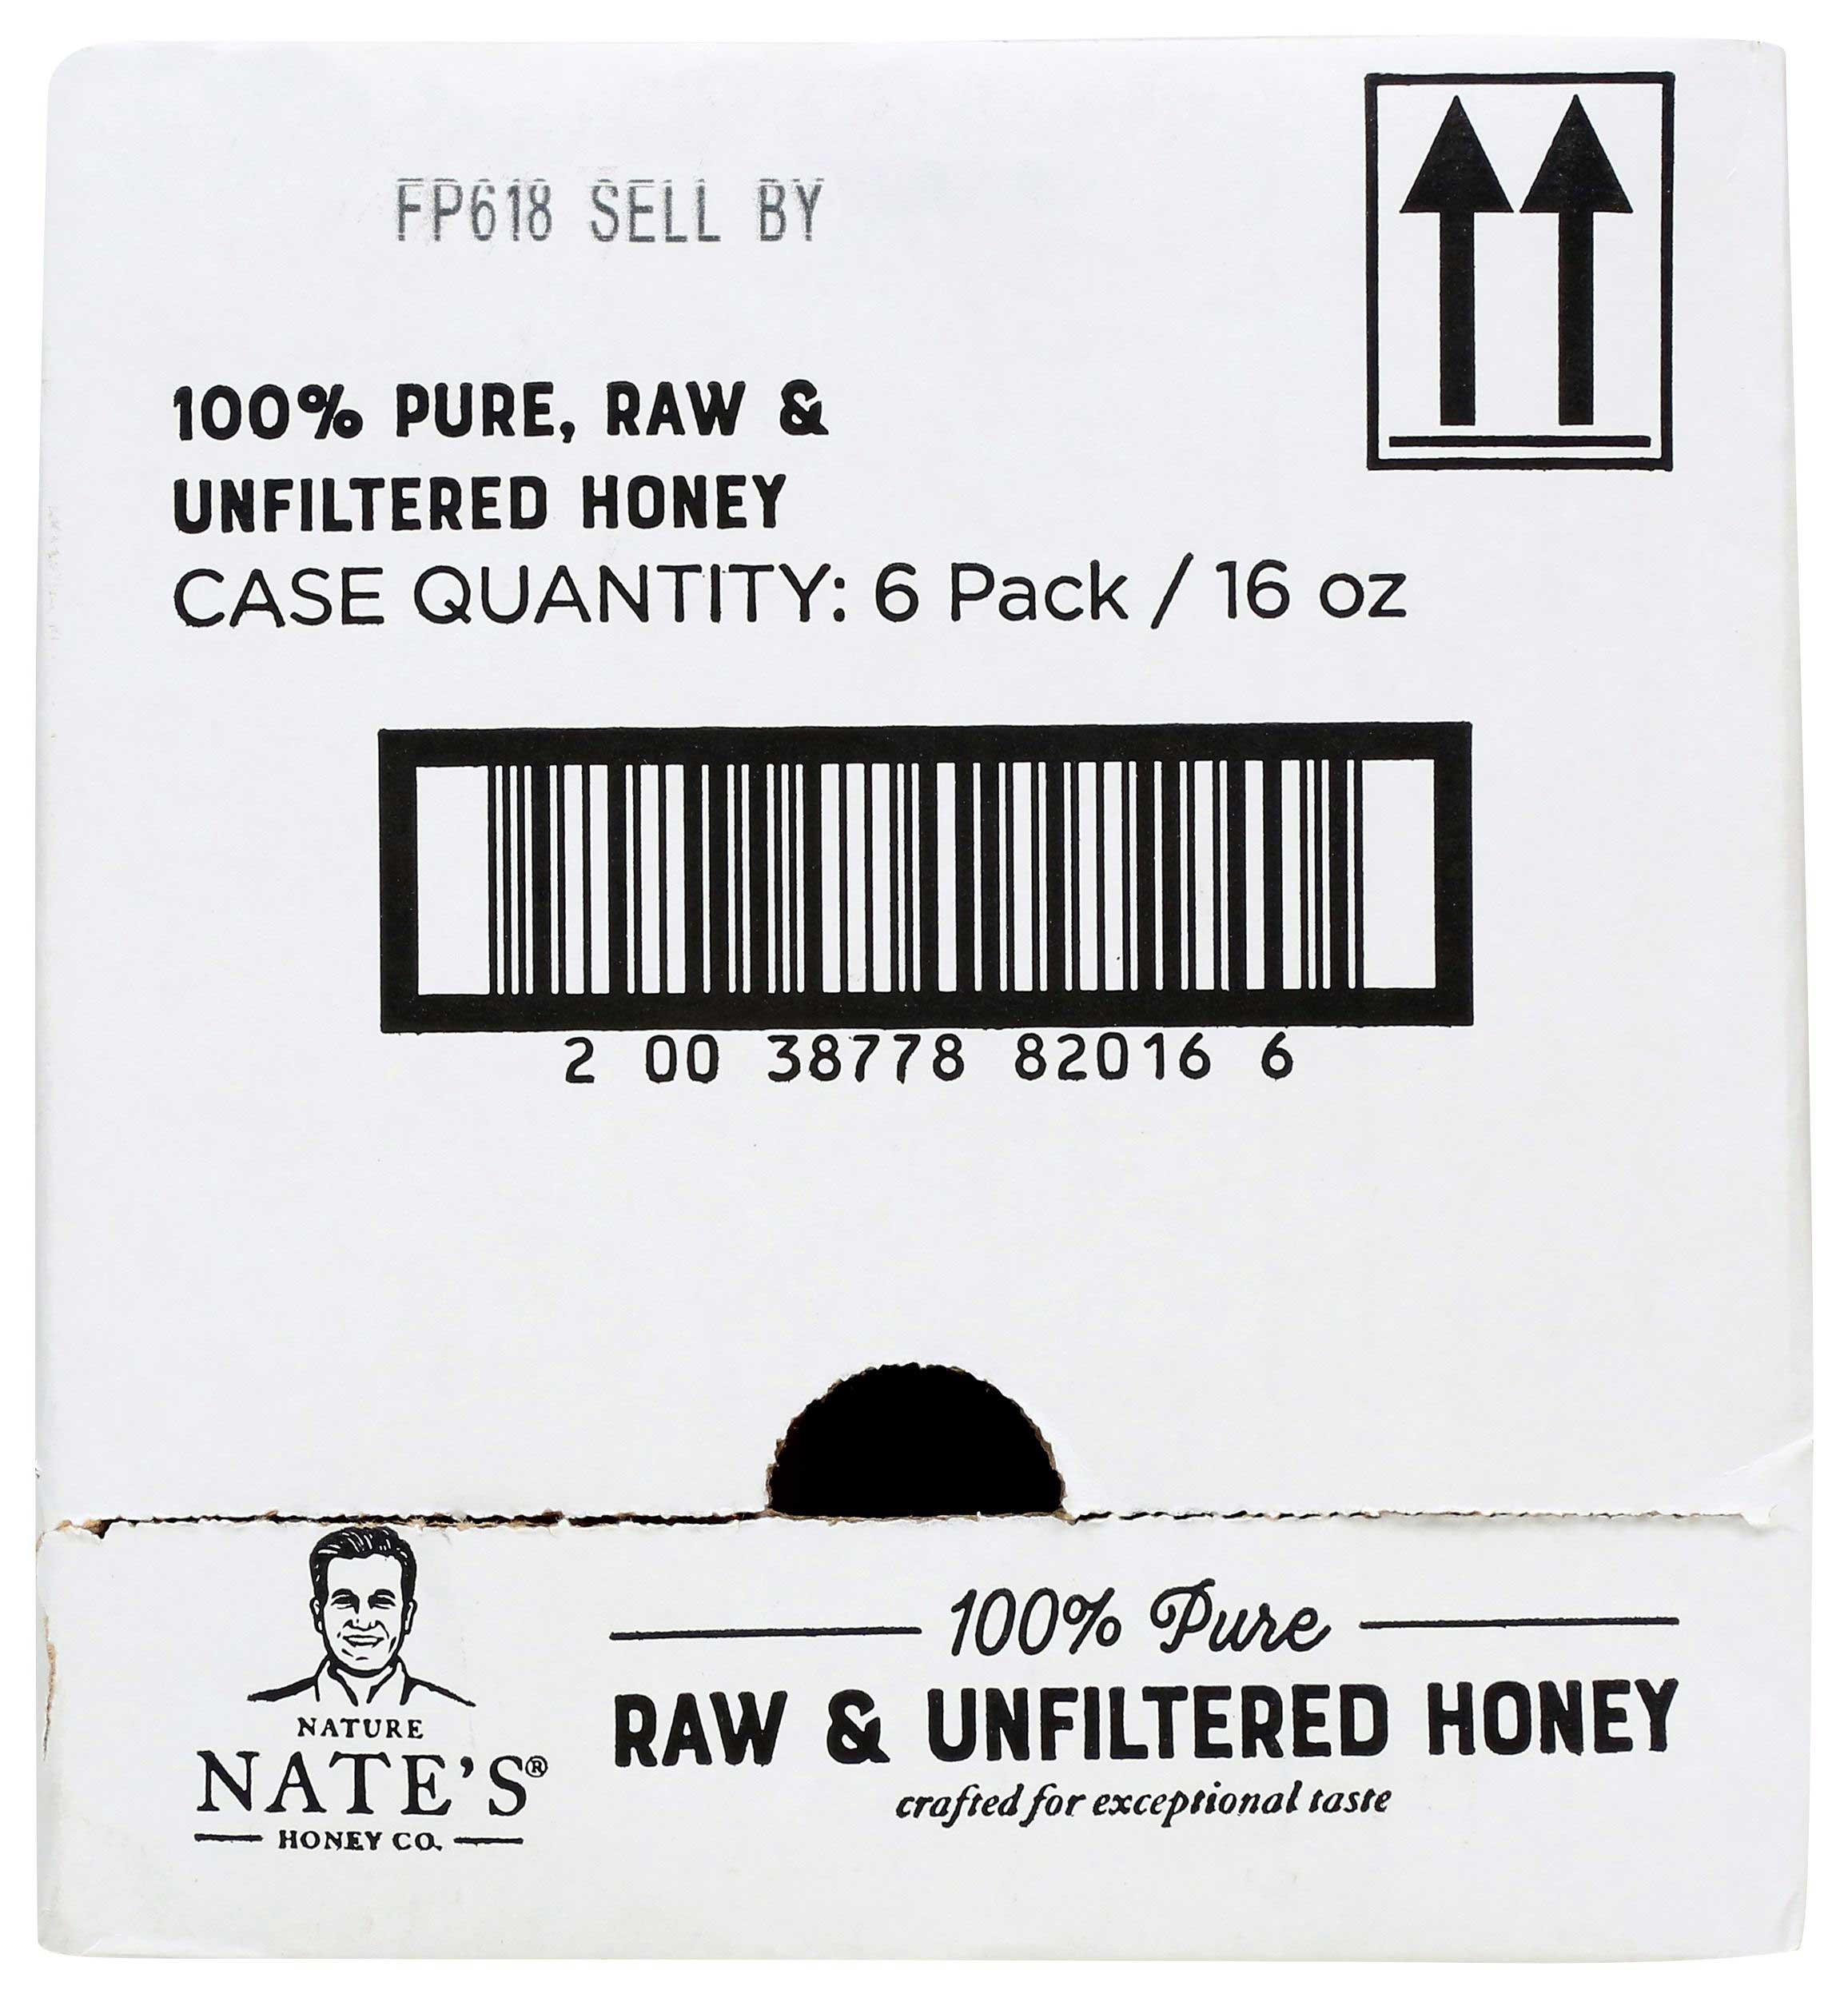 FP618 SELL BY
100% PURE, RAW &
UNFILTERED HONEY
CASE QUANTITY: 6 Pack / 16 oz
2 00 38778 82016 6
NATURE
NATE'S®
HONEY CO.
100% Pure
RAW & UNFILTERED HONEY
crafted for exceptional taste